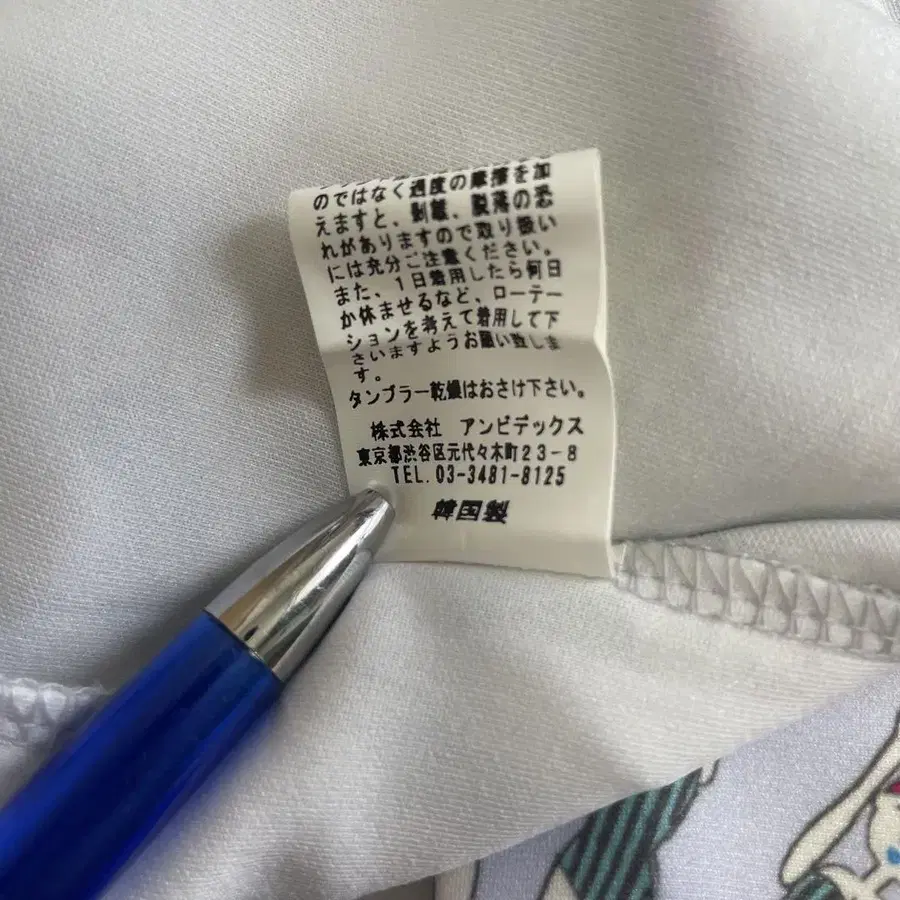 のではなく過度の摩擦を加
えますと、剥離、脱落の恐
れがありますので取り扱い
には充分ご注意ください。
また、1日着用したら何日
か休ませるなど、ローテー
ションを考えて着用して下
さいますようお願い致しま
す。
タンブラー乾燥はおさけ下さい。
株式会社 アンビデックス
東京都渋谷区元代々木町23-8
TEL.03-3481-8125
韓国製